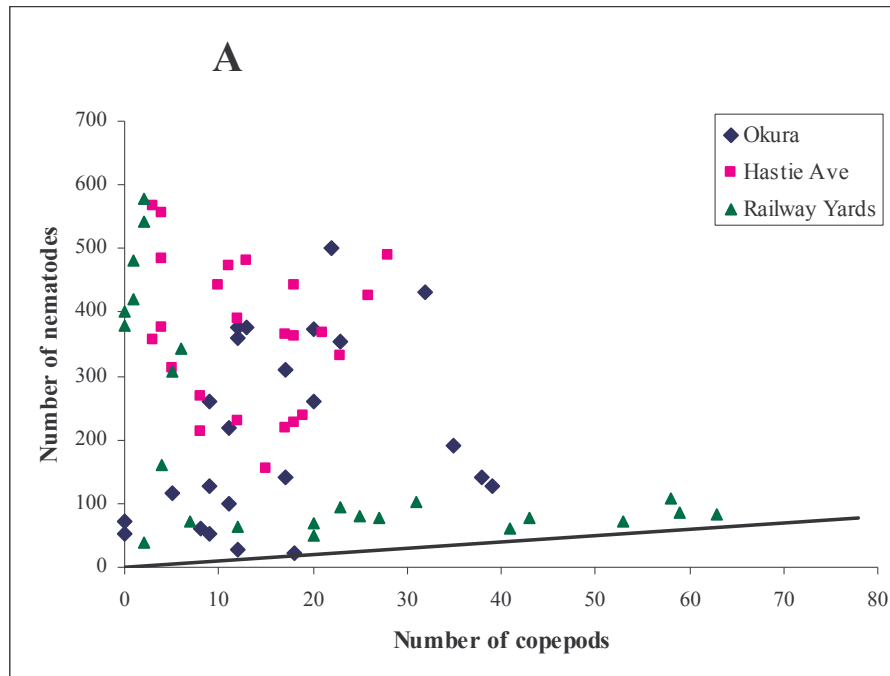 A
700
600
500
400
300
200
100
0
Number of nematodes
Okura
Hastie Ave
Railway Yards
0 10 20 30 40 50 60 70 80
Number of copepods